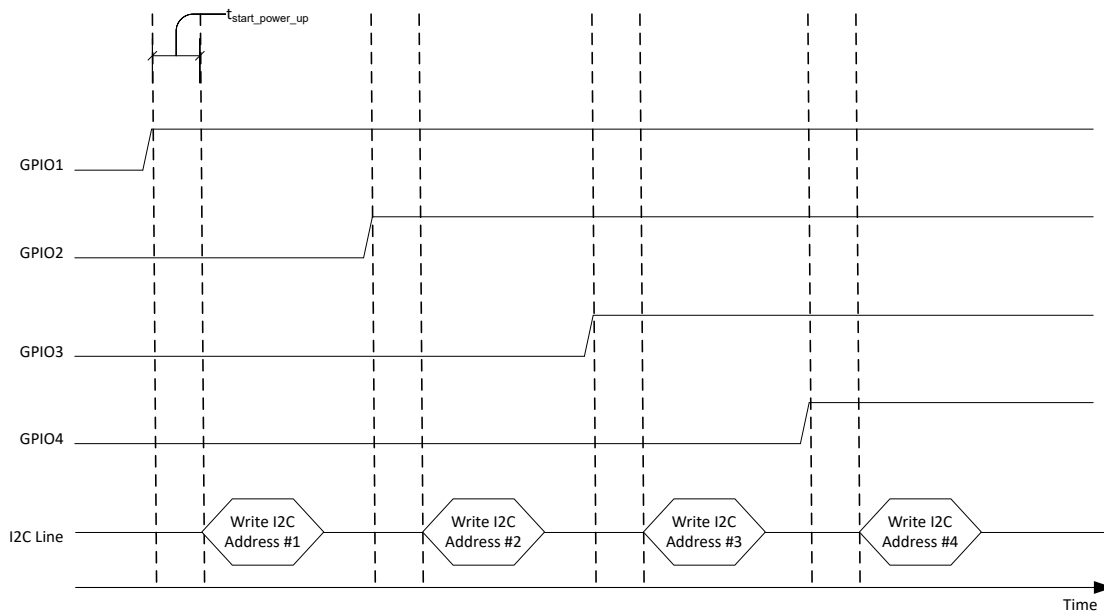 tstart_power_up
GPIO1
GPIO2
GPIO3
GPIO4
I2C Line
Write I2C
Address #1
Write I2C
Address #2
Write I2C
Address #3
Write I2C
Address #4
Time